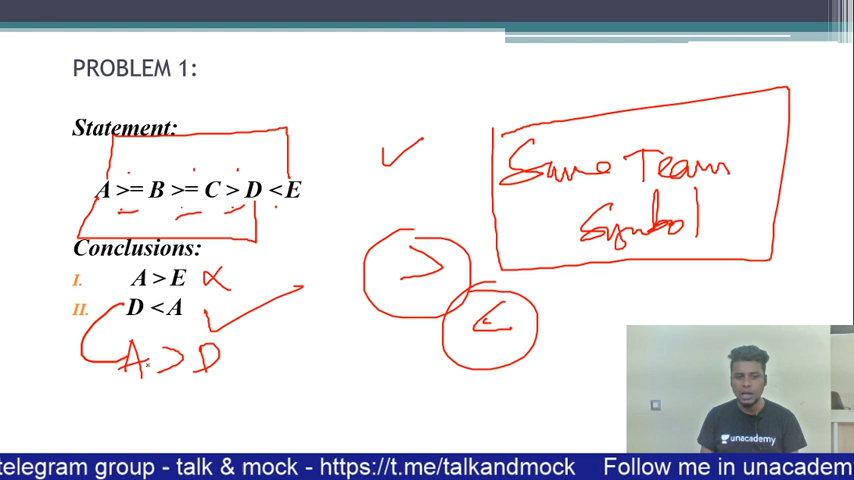 PROBLEM 1:
Statement:
A >= B >= C > D < E
Same Team
Symbol
Conclusions:
I. A > E
II. D < A
>
<
A > D
unacademy
telegram group - talk & mock - https://t.me/talkandmock Follow me in unacadem